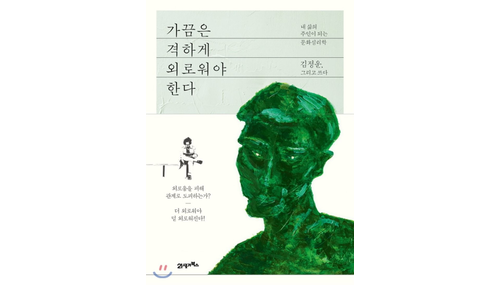 가끔은
격하게
외로워야
한다
내 삶의
주인이 되는
문화심리학
김정운,
그리고 쓰다
외로움을 피해
관계로 도피하는가?
더 외로워야
덜 외로워진다!
21세기북스